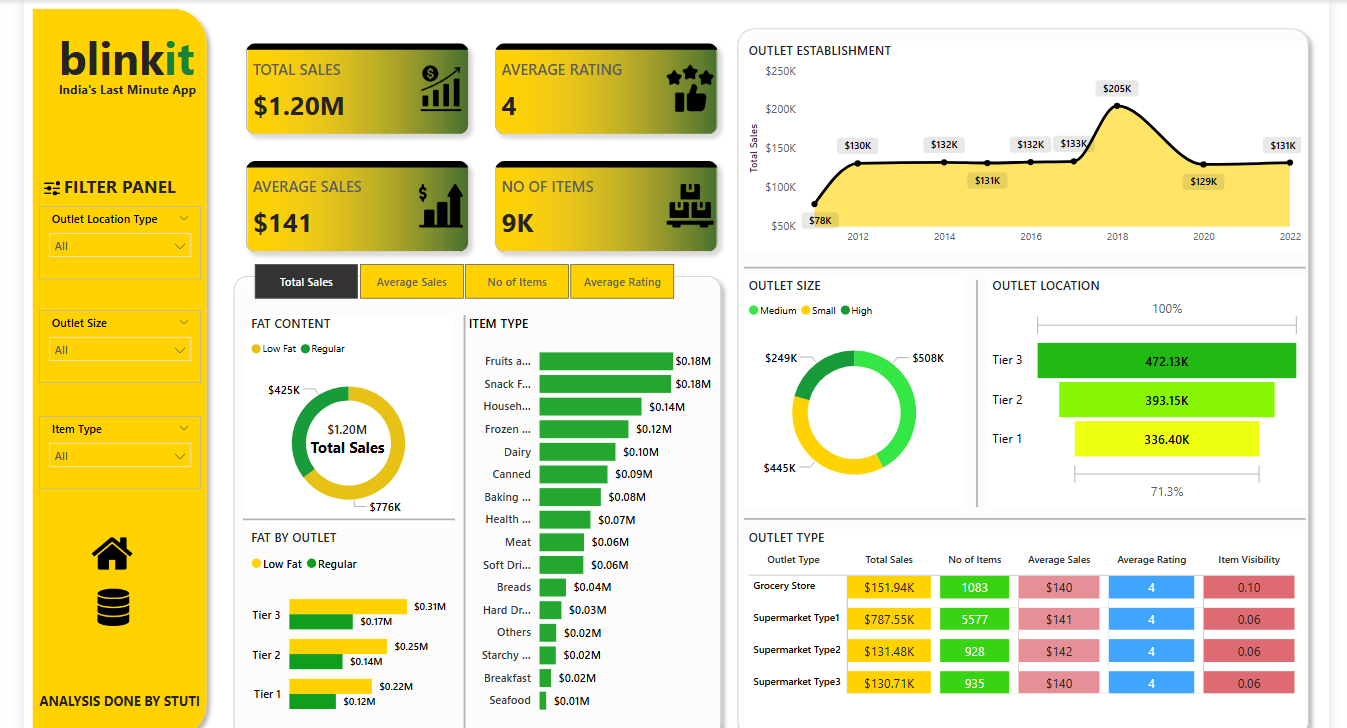 blinkit
India's Last Minute App
FILTER PANEL
Outlet Location Type
All
Outlet Size
All
Item Type
All
ANALYSIS DONE BY STUTI
TOTAL SALES
$1.20M
AVERAGE RATING
4
AVERAGE SALES
$141
NO OF ITEMS
9K
Total Sales Average Sales No of Items Average Rating
FAT CONTENT
Low Fat Regular
$425K
$1.20M
Total Sales
$776K
FAT BY OUTLET
Low Fat Regular
Tier 3 $0.31M
$0.17M
Tier 2 $0.25M
$0.14M
Tier 1 $0.22M
$0.12M
ITEM TYPE
Fruits a... $0.18M
Snack F... $0.18M
Househ... $0.14M
Frozen ... $0.12M
Dairy $0.10M
Canned $0.09M
Baking ... $0.08M
Health ... $0.07M
Meat $0.06M
Soft Dri... $0.06M
Breads $0.04M
Hard Dr... $0.03M
Others $0.02M
Starchy ... $0.02M
Breakfast $0.02M
Seafood $0.01M
OUTLET ESTABLISHMENT
Total Sales
$250K
$200K
$150K
$100K
$50K
$78K
$130K
$132K
$131K
$132K
$133K
$205K
$129K
$131K
2012 2014 2016 2018 2020 2022
OUTLET SIZE
Medium Small High
$249K
$508K
$445K
OUTLET LOCATION
100%
Tier 3 472.13K
Tier 2 393.15K
Tier 1 336.40K
71.3%
OUTLET TYPE
Outlet Type Total Sales No of Items Average Sales Average Rating Item Visibility
Grocery Store $151.94K 1083 $140 4 0.10
Supermarket Type1 $787.55K 5577 $141 4 0.06
Supermarket Type2 $131.48K 928 $142 4 0.06
Supermarket Type3 $130.71K 935 $140 4 0.06